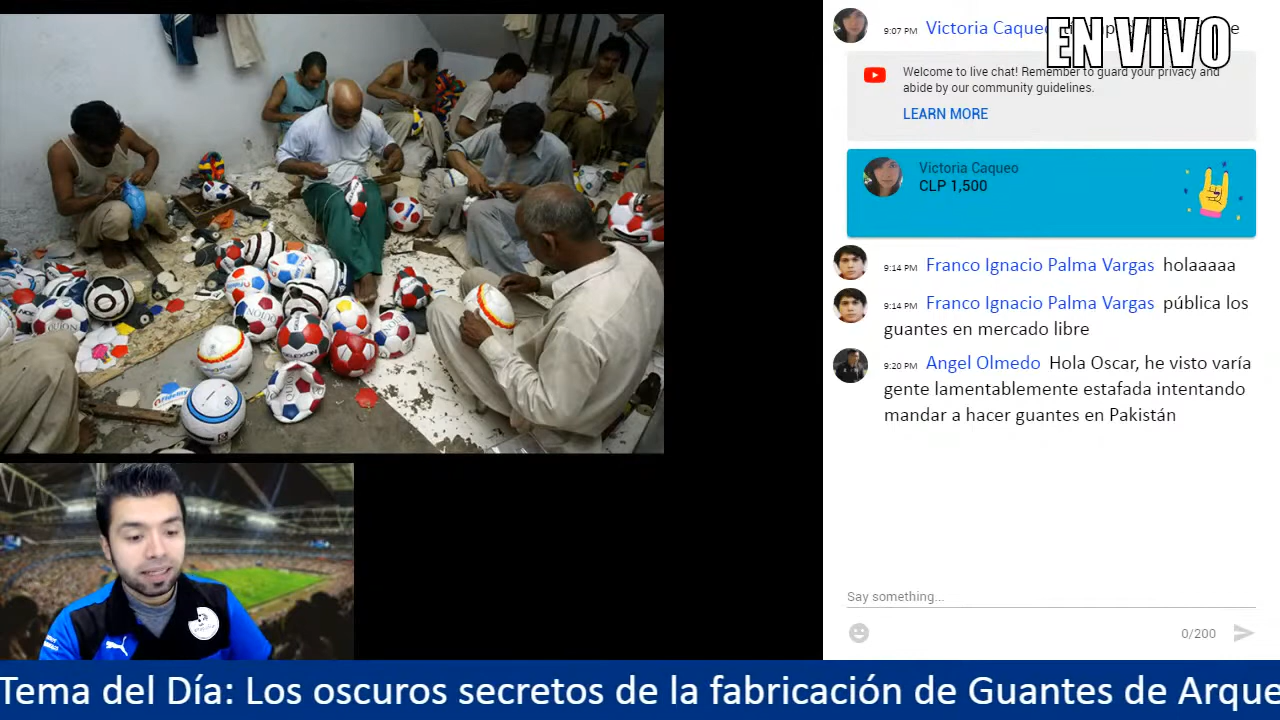 EN VIVO
9:07 PM Victoria Caqueo
Welcome to live chat! Remember to guard your privacy and
abide by our community guidelines.
LEARN MORE
Victoria Caqueo
CLP 1,500
9:14 PM Franco Ignacio Palma Vargas holaaaaa
9:14 PM Franco Ignacio Palma Vargas pública los
guantes en mercado libre
9:20 PM Angel Olmedo Hola Oscar, he visto varía
gente lamentablemente estafada intentando
mandar a hacer guantes en Pakistán
Say something...
0/200
Fidelity
Tema del Día: Los oscuros secretos de la fabricación de Guantes de Arque